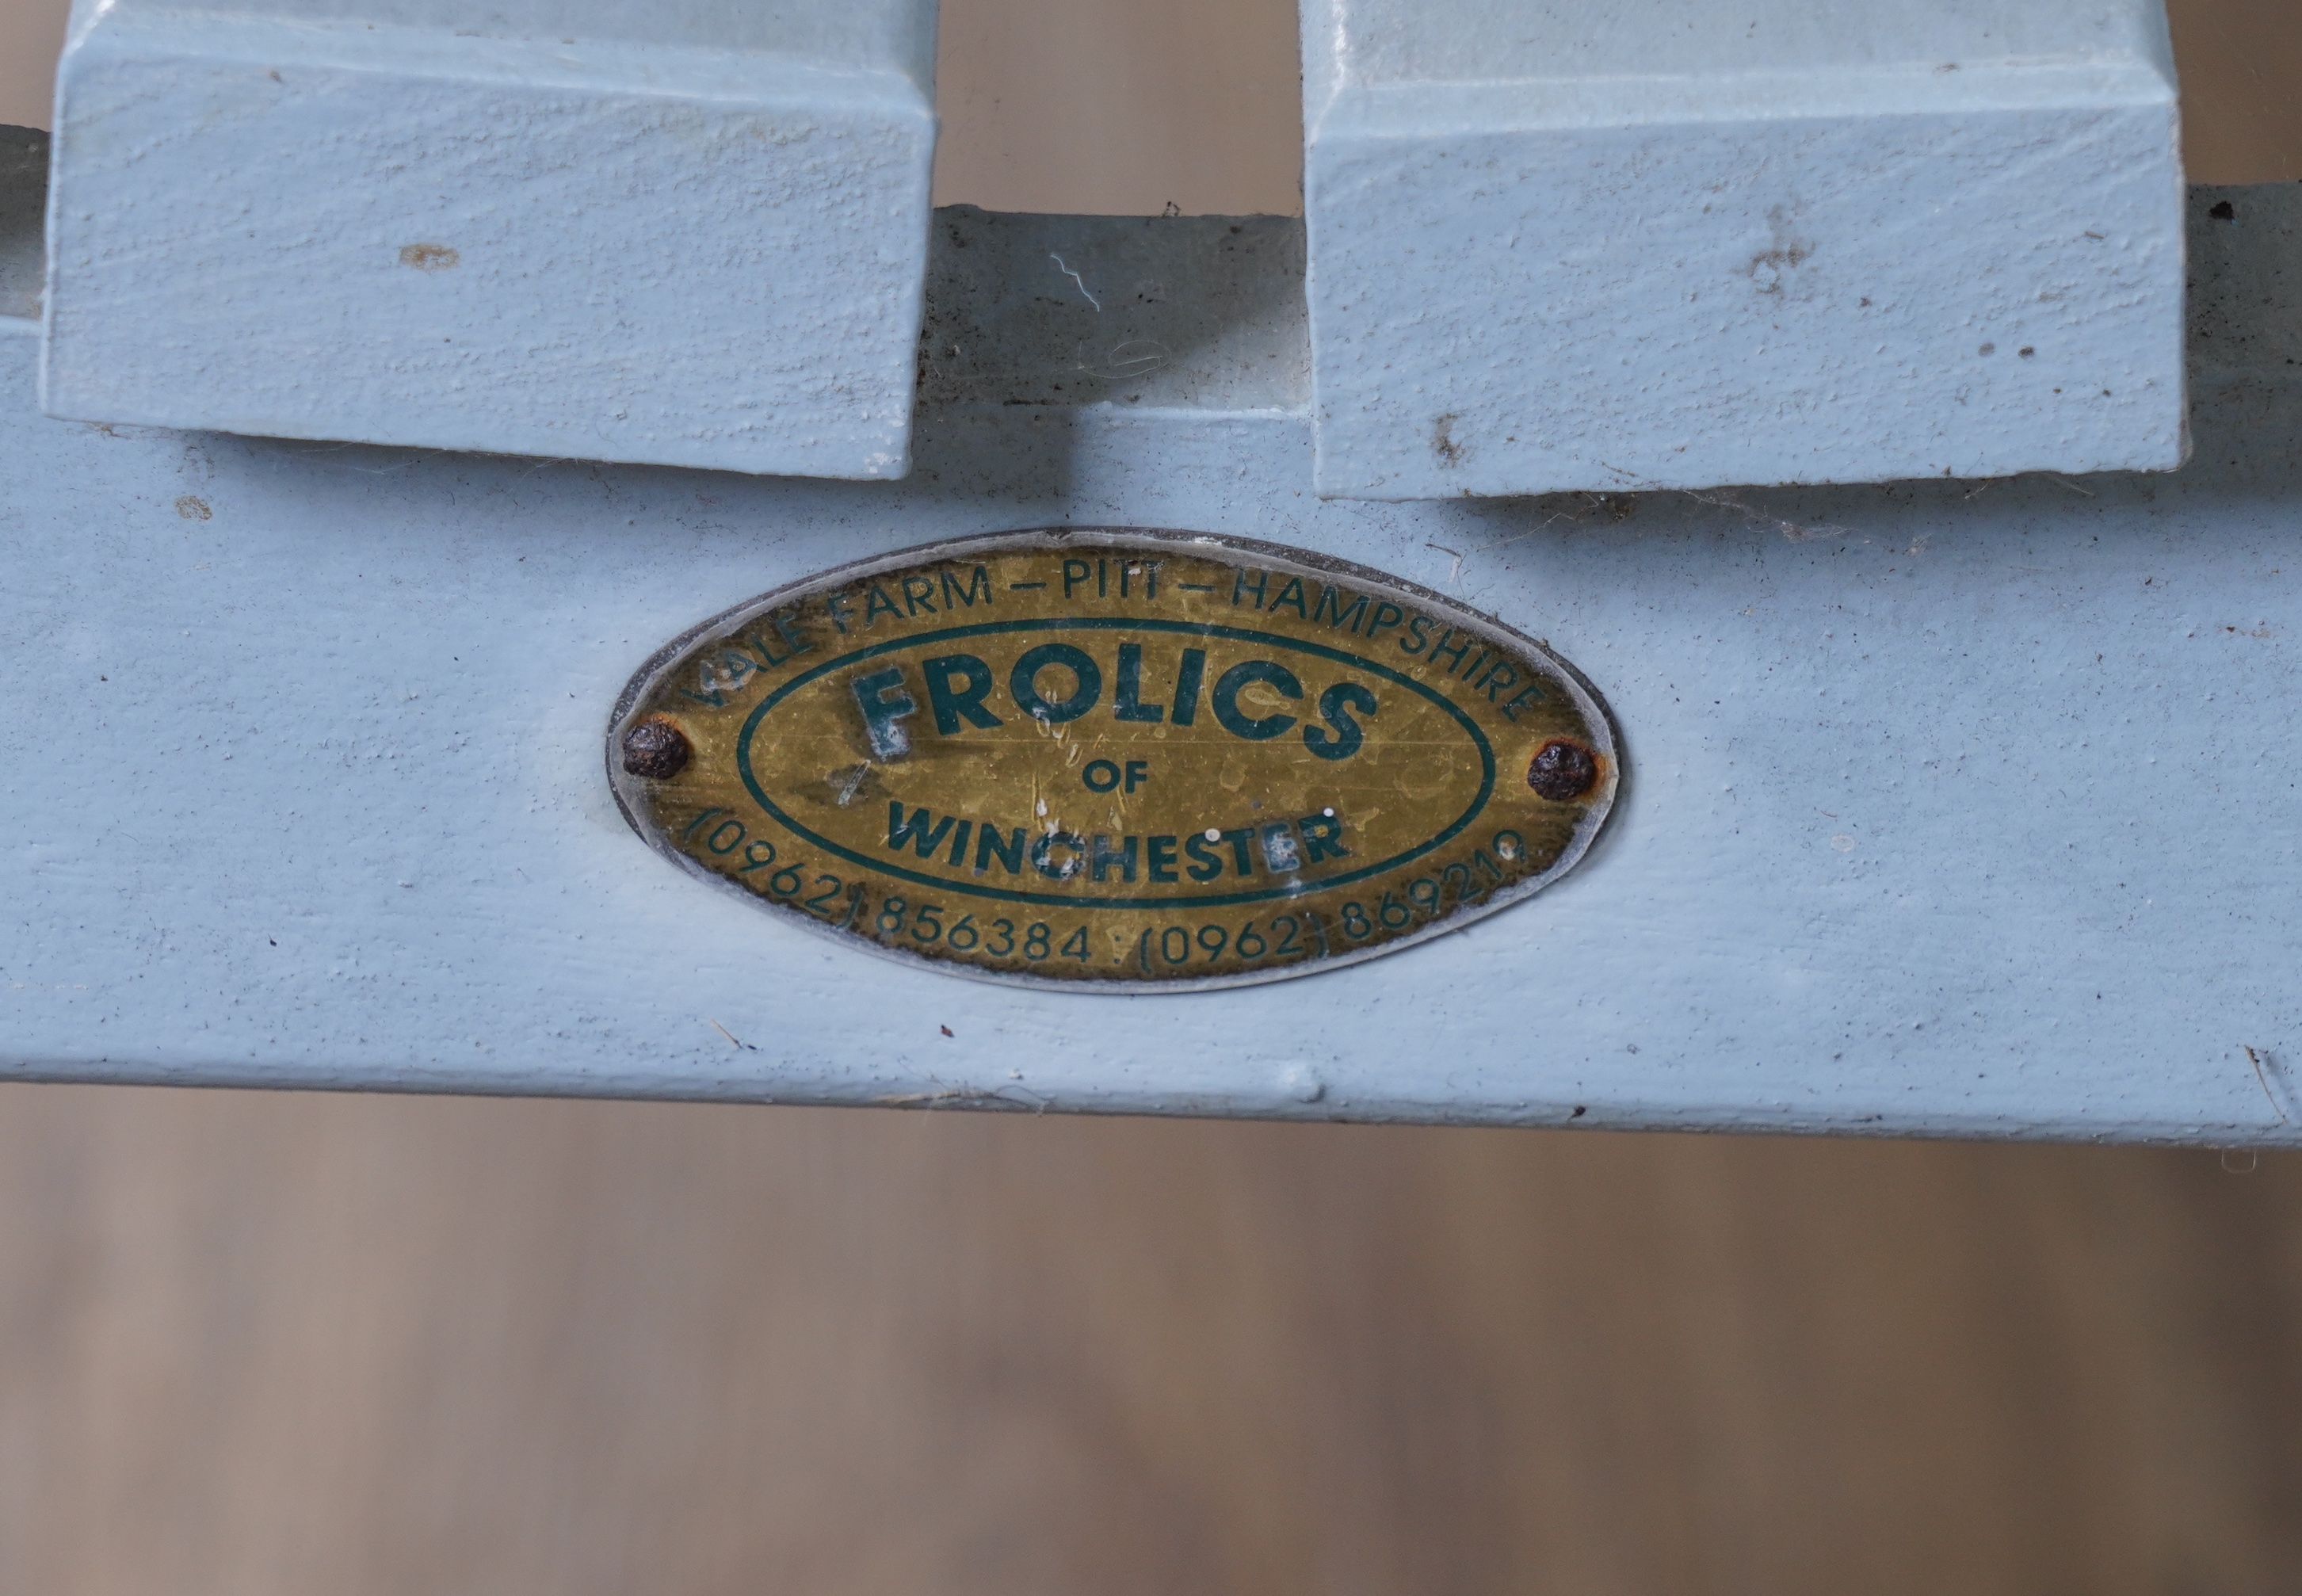 VALE FARM – PITT – HAMPSHIRE
FROLICS
OF
WINCHESTER
(0962) 856384 : (0962) 869219